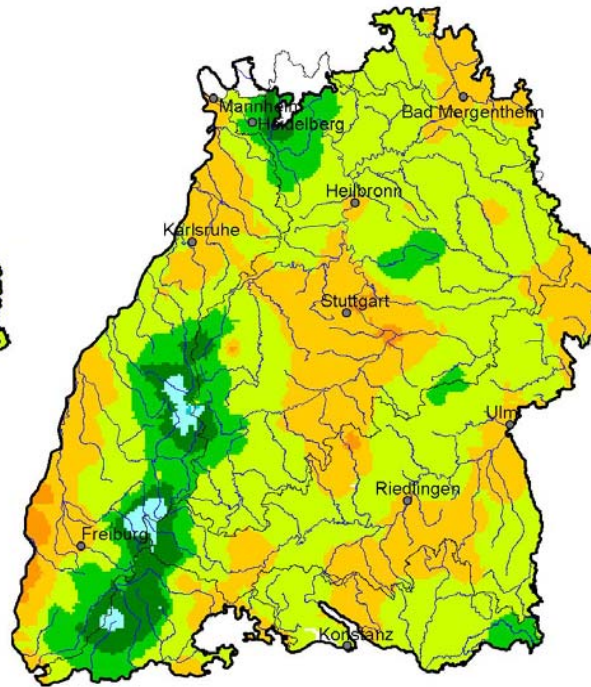 Mannheim
Heidelberg
Bad Mergentheim
Heilbronn
Karlsruhe
Stuttgart
Ulm
Riedlingen
Freiburg
Konstanz